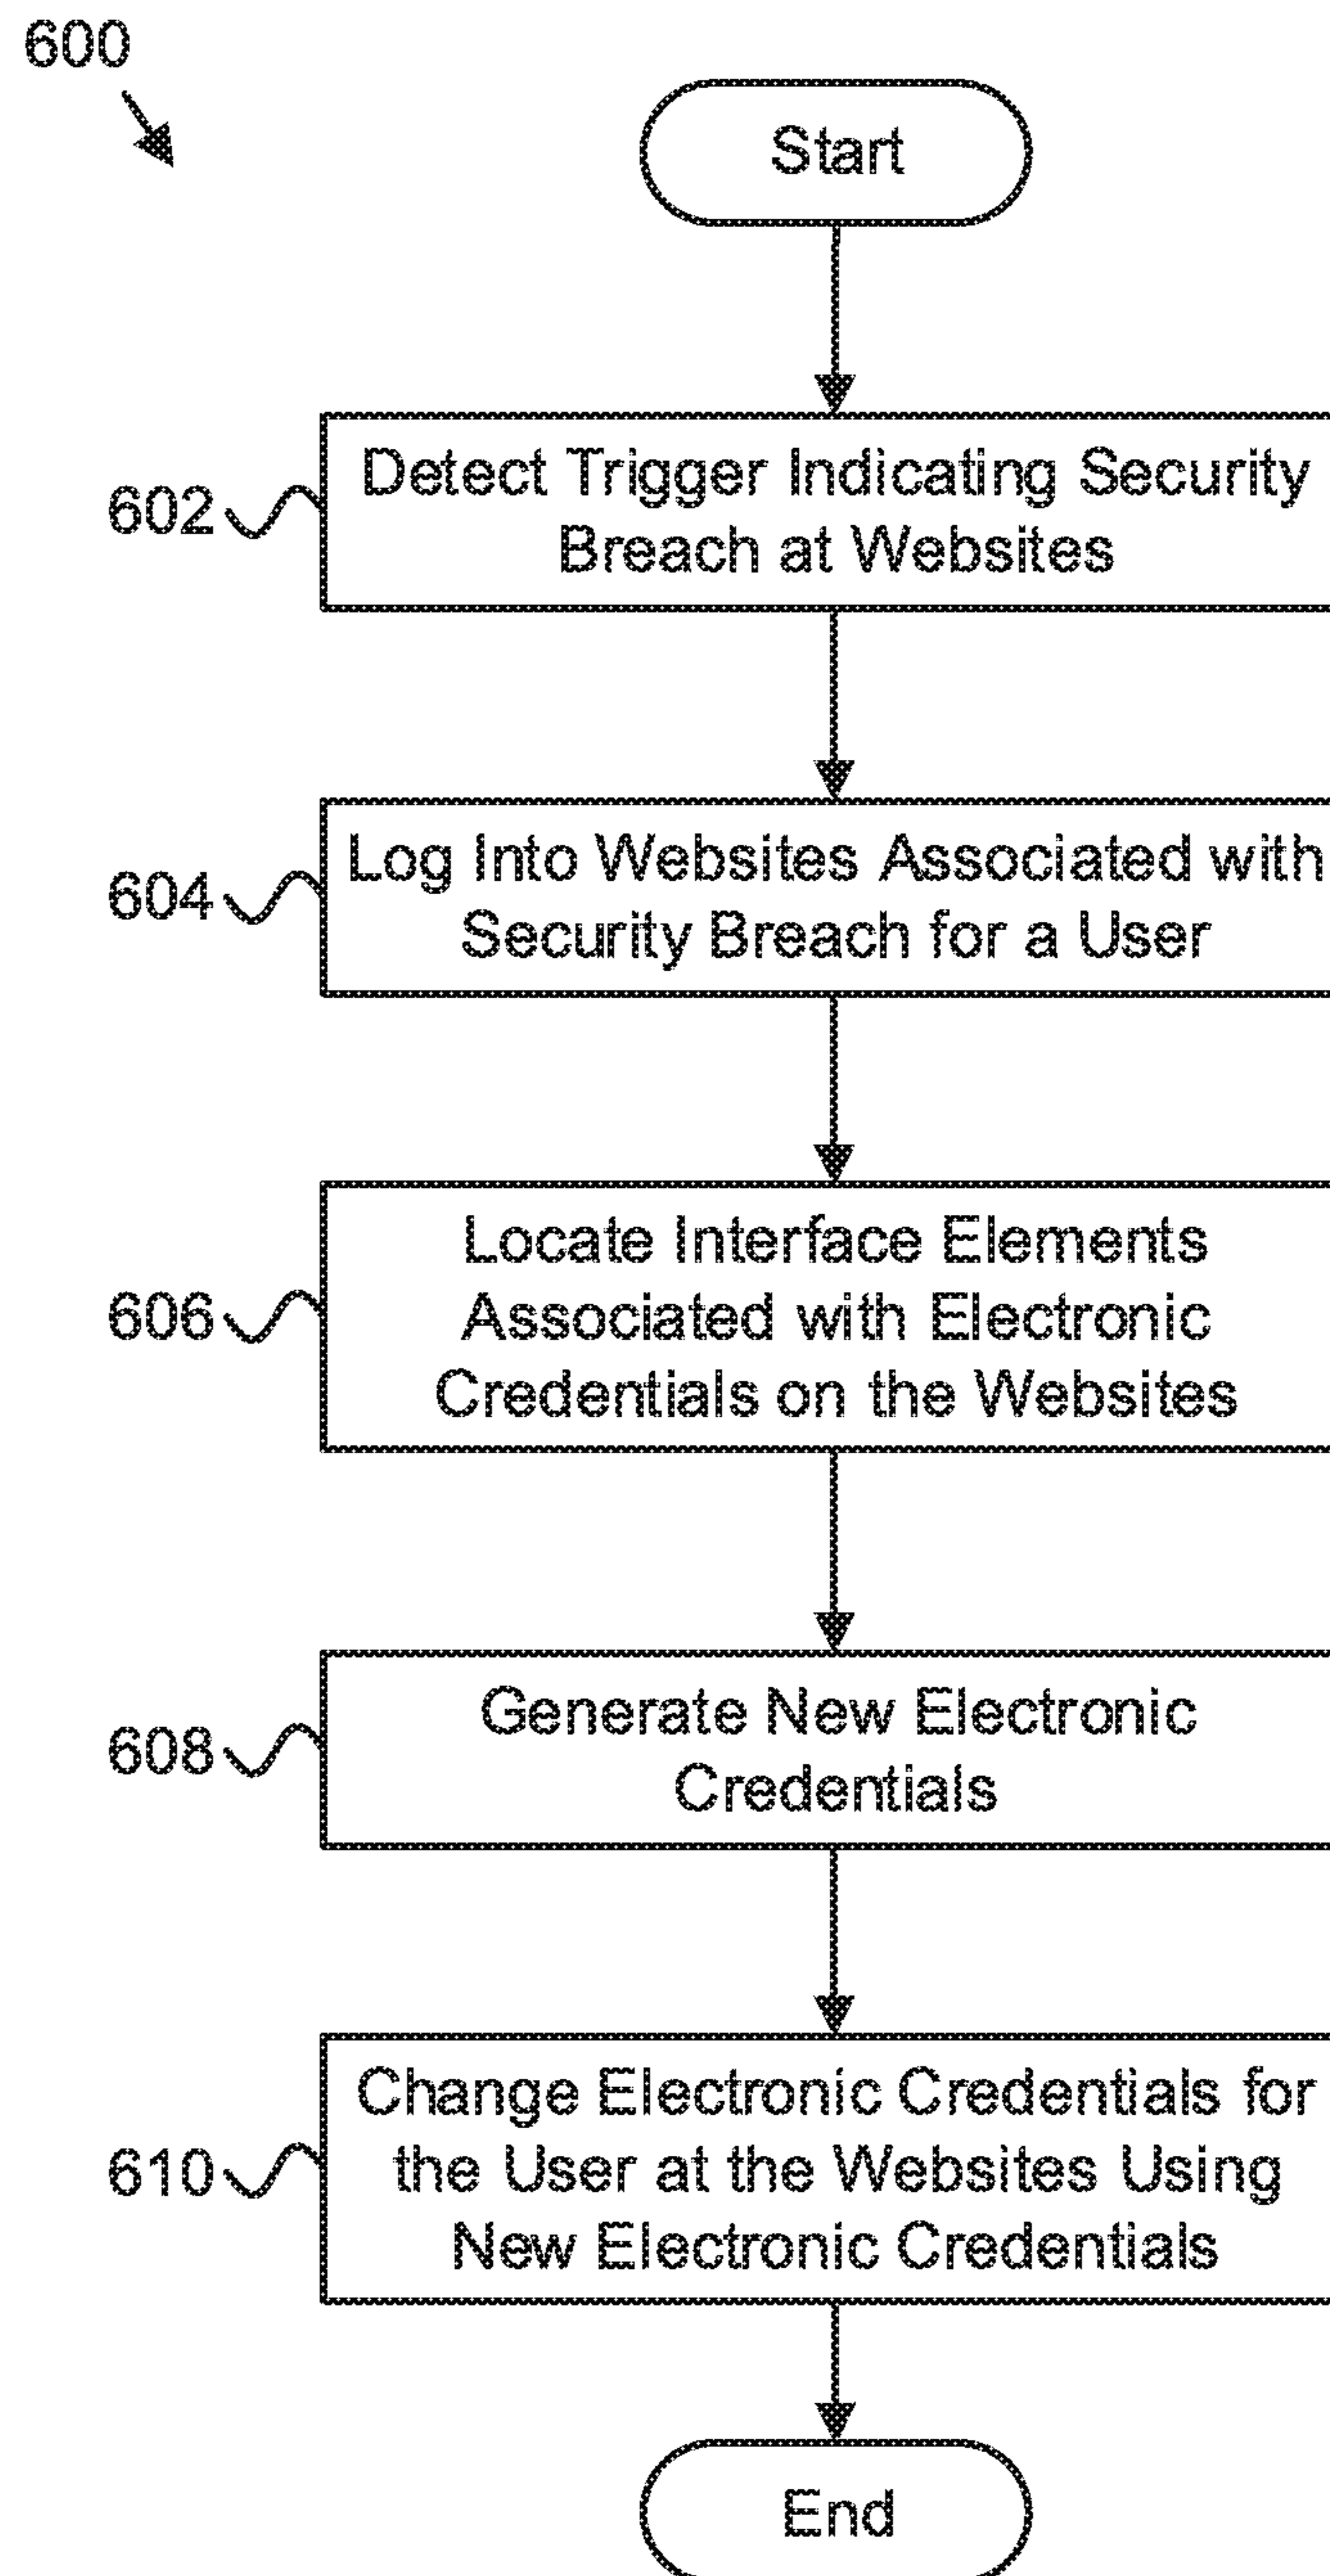 600
Start
602
Detect Trigger Indicating Security
Breach at Websites
604
Log Into Websites Associated with
Security Breach for a User
606
Locate Interface Elements
Associated with Electronic
Credentials on the Websites
608
Generate New Electronic
Credentials
610
Change Electronic Credentials for
the User at the Websites Using
New Electronic Credentials
End